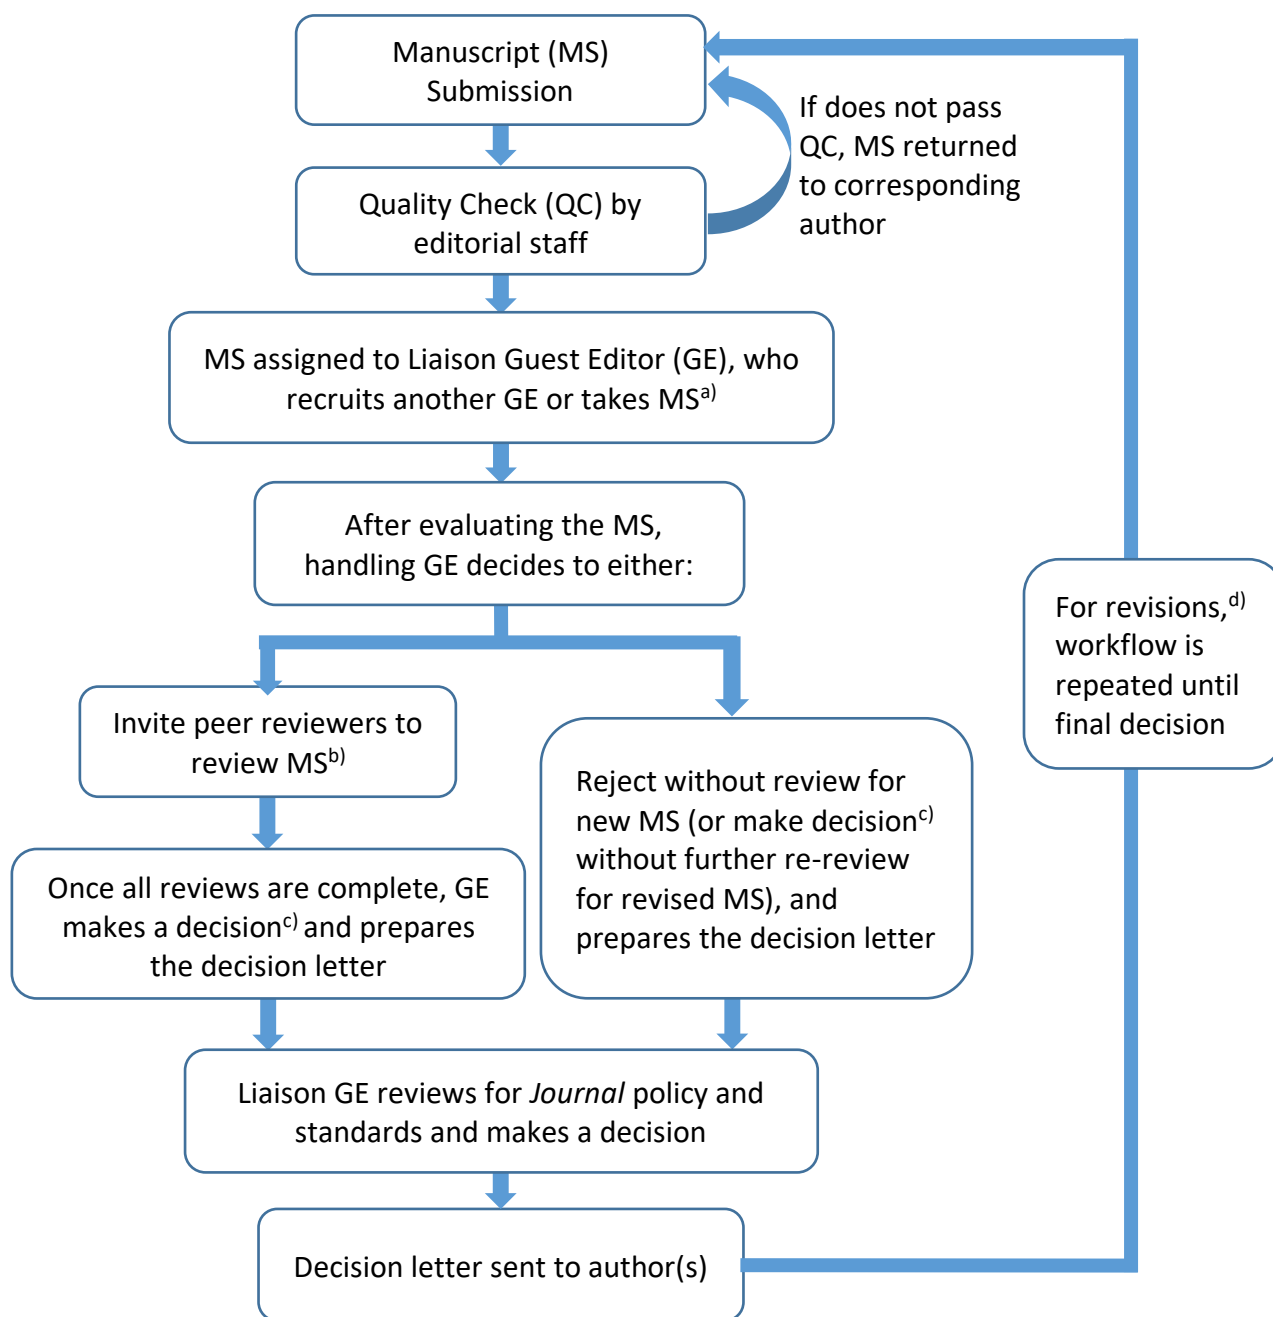 Manuscript (MS)
Submission
If does not pass
QC, MS returned
to corresponding
author
Quality Check (QC) by
editorial staff
MS assigned to Liaison Guest Editor (GE), who
recruits another GE or takes MSa)
After evaluating the MS,
handling GE decides to either:
For revisions,d)
workflow is
repeated until
final decision
Invite peer reviewers to
review MSb)
Reject without review for
new MS (or make decisionc)
without further re-review
for revised MS), and
prepares the decision letter
Once all reviews are complete, GE
makes a decisionc) and prepares
the decision letter
Liaison GE reviews for Journal policy and
standards and makes a decision
Decision letter sent to author(s)